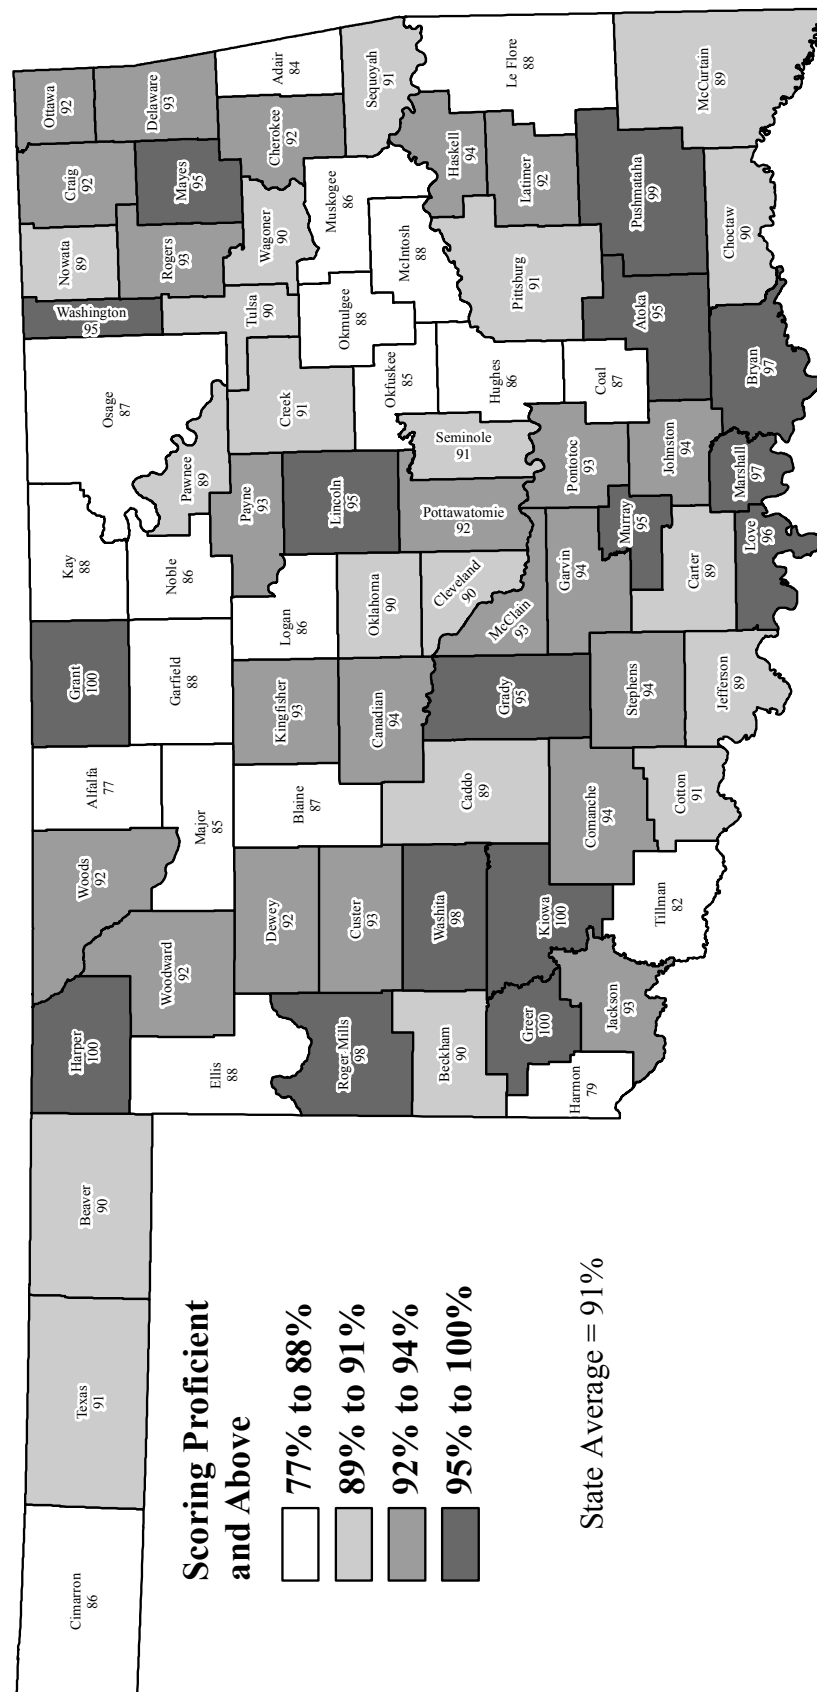 Cimarron
86
Texas
91
Beaver
90
Harper
100
Woods
92
Alfalfa
77
Grant
100
Kay
88
Osage
87
Washington
95
Nowata
89
Craig
92
Ottawa
92
Ellis
88
Woodward
92
Major
85
Garfield
88
Noble
86
Pawnee
89
Rogers
93
Mayes
95
Delaware
93
Roger Mills
98
Dewey
92
Blaine
87
Kingfisher
93
Logan
86
Payne
93
Creek
91
Tulsa
90
Wagoner
90
Cherokee
92
Adair
84
Custer
93
Canadian
94
Oklahoma
90
Lincoln
95
Okfuskee
85
Okmulgee
88
Muskogee
86
McIntosh
88
Sequoyah
91
Beckham
90
Washita
98
Caddo
89
Grady
95
McClain
93
Cleveland
90
Pottawatomie
92
Seminole
91
Hughes
86
Pittsburg
91
Haskell
94
Latimer
92
Le Flore
88
Harmon
79
Greer
100
Kiowa
100
Jackson
93
Tillman
82
Comanche
94
Cotton
91
Stephens
94
Jefferson
89
Garvin
94
Murray
95
Carter
89
Love
96
Pontotoc
93
Johnston
94
Marshall
97
Coal
87
Atoka
95
Bryan
97
Pushmataha
99
Choctaw
90
McCurtain
89
Scoring Proficient
and Above
77% to 88%
89% to 91%
92% to 94%
95% to 100%
State Average = 91%